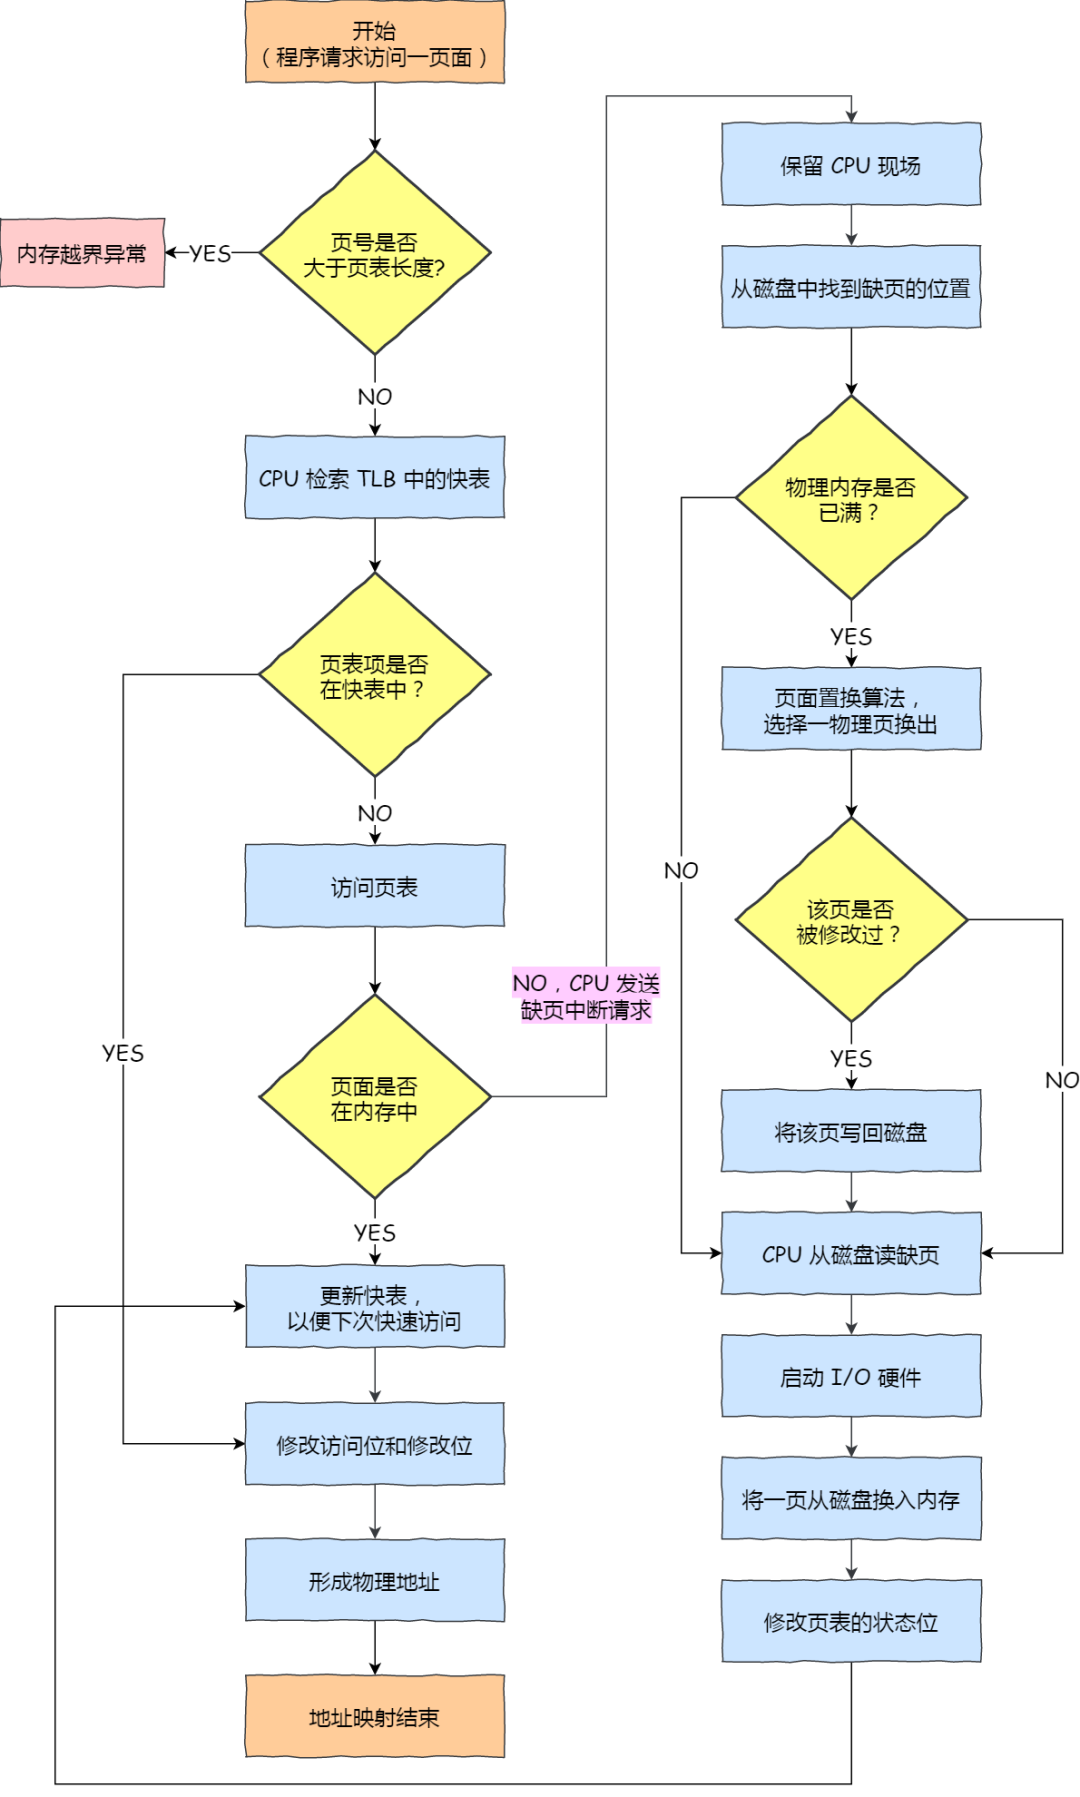 开始
（程序请求访问一页面）
页号是否
大于页表长度?
YES
内存越界异常
NO
CPU 检索 TLB 中的快表
页表项是否
在快表中？
YES
NO
访问页表
页面是否
在内存中
NO，CPU 发送
缺页中断请求
YES
更新快表，
以便下次快速访问
修改访问位和修改位
形成物理地址
地址映射结束
保留 CPU 现场
从磁盘中找到缺页的位置
物理内存是否
已满？
NO
YES
页面置换算法，
选择一物理页换出
该页是否
被修改过？
YES
NO
将该页写回磁盘
CPU 从磁盘读缺页
启动 I/O 硬件
将一页从磁盘换入内存
修改页表的状态位